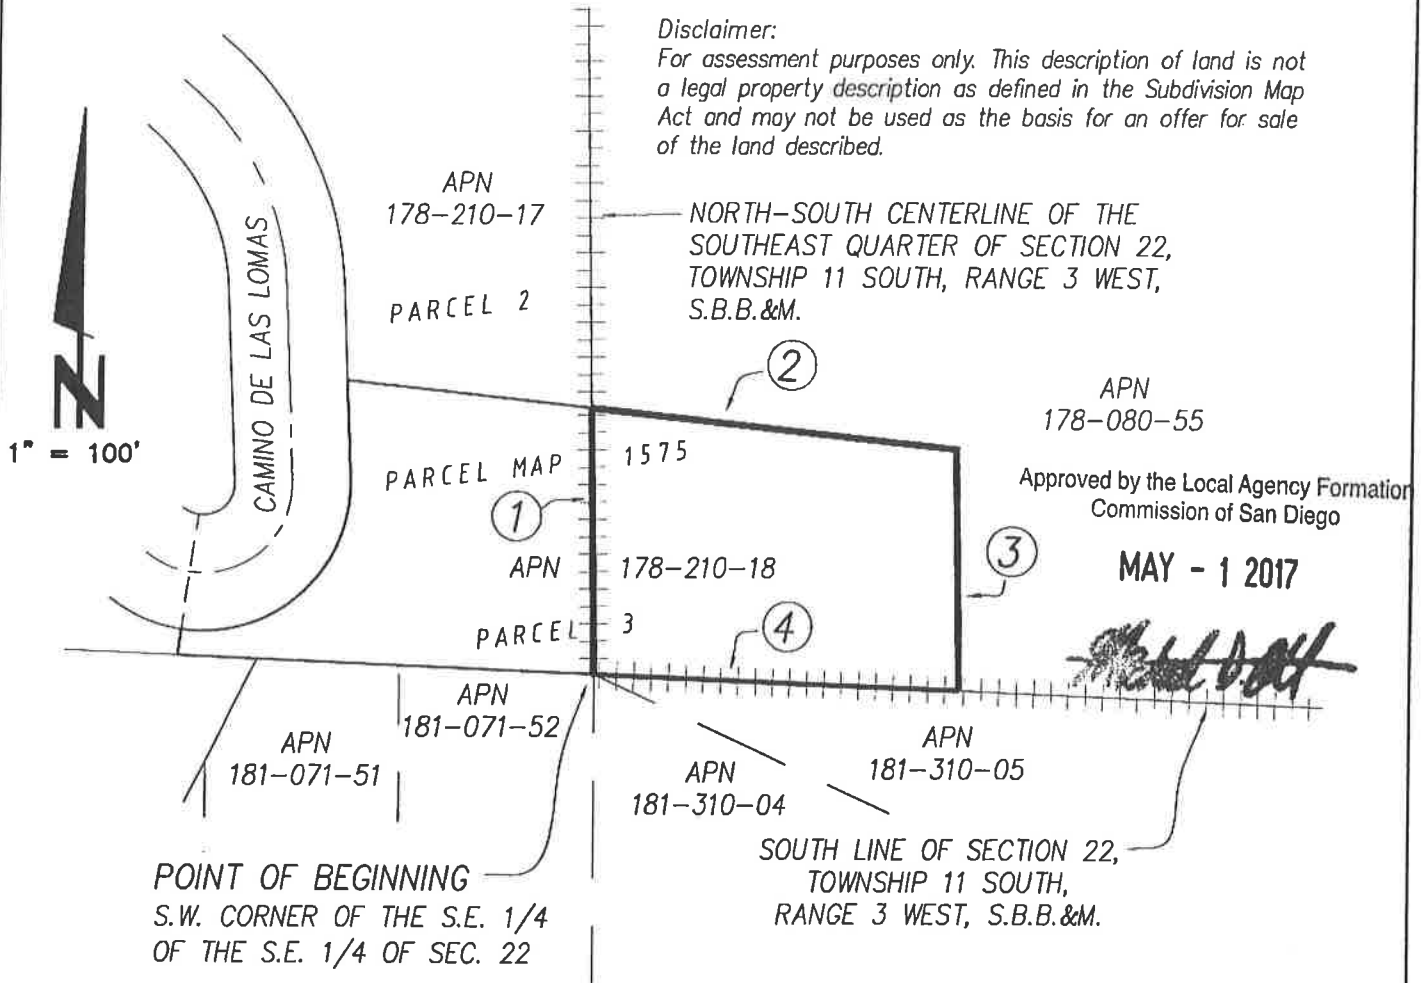 Disclaimer:
For assessment purposes only. This description of land is not
a legal property description as defined in the Subdivision Map
Act and may not be used as the basis for an offer for sale
of the land described.
APN
178-210-17
NORTH-SOUTH CENTERLINE OF THE
SOUTHEAST QUARTER OF SECTION 22,
TOWNSHIP 11 SOUTH, RANGE 3 WEST,
S.B.B.&M.
PARCEL 2
CAMINO DE LAS LOMAS
N
1" = 100'
2
APN
178-080-55
PARCEL MAP 1575
1
Approved by the Local Agency Formation
Commission of San Diego
MAY - 1 2017
3
APN 178-210-18
PARCEL 3
4
APN
181-071-52
APN
181-071-51
APN
181-310-05
APN
181-310-04
POINT OF BEGINNING
S.W. CORNER OF THE S.E. 1/4
OF THE S.E. 1/4 OF SEC. 22
SOUTH LINE OF SECTION 22,
TOWNSHIP 11 SOUTH,
RANGE 3 WEST, S.B.B.&M.